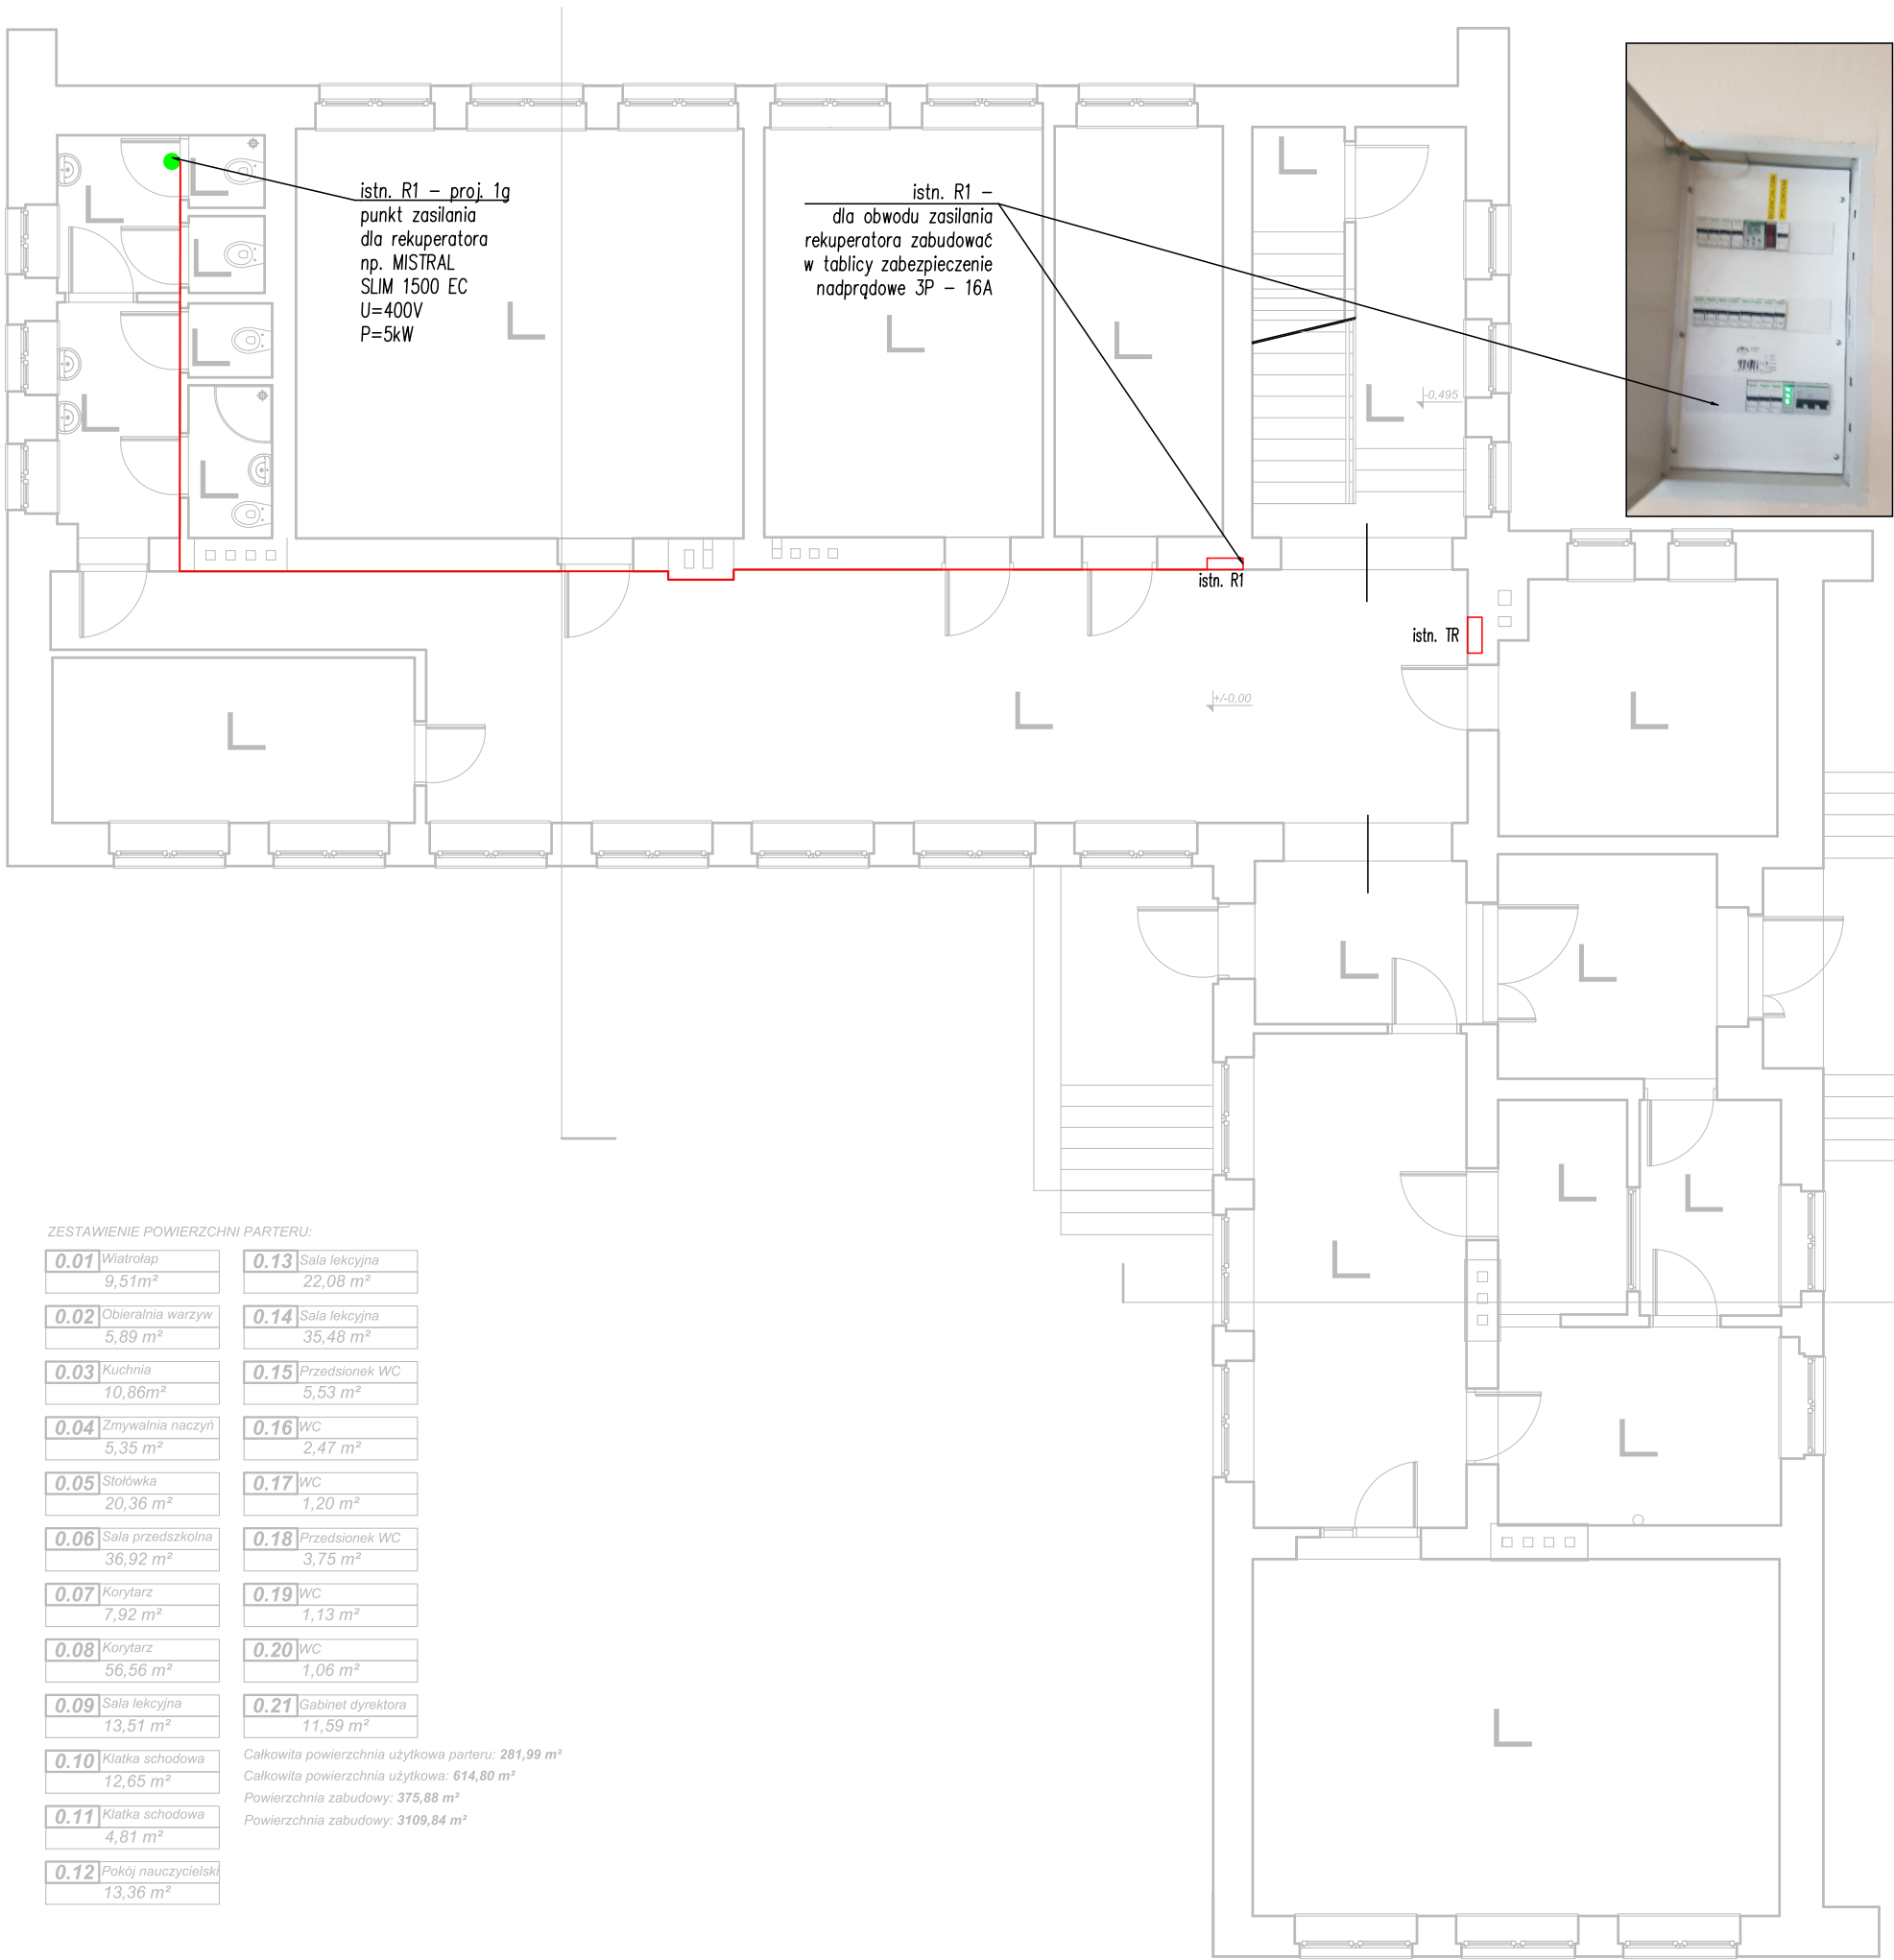 istn. R1 – proj. 1g
punkt zasilania
dla rekuperatora
np. MISTRAL
SLIM 1500 EC
U=400V
P=5kW
istn. R1 –
dla obwodu zasilania
rekuperatora zabudować
w tablicy zabezpieczenie
nadprądowe 3P – 16A
-0,495
istn. R1
istn. TR
+/-0,00
ZESTAWIENIE POWIERZCHNI PARTERU:
0.01 Wiatrołap
9,51m²
0.02 Obieralnia warzyw
5,89 m²
0.03 Kuchnia
10,86m²
0.04 Zmywalnia naczyń
5,35 m²
0.05 Stołówka
20,36 m²
0.06 Sala przedszkolna
36,92 m²
0.07 Korytarz
7,92 m²
0.08 Korytarz
56,56 m²
0.09 Sala lekcyjna
13,51 m²
0.10 Klatka schodowa
12,65 m²
0.11 Klatka schodowa
4,81 m²
0.12 Pokój nauczycielski
13,36 m²
0.13 Sala lekcyjna
22,08 m²
0.14 Sala lekcyjna
35,48 m²
0.15 Przedsionek WC
5,53 m²
0.16 WC
2,47 m²
0.17 WC
1,20 m²
0.18 Przedsionek WC
3,75 m²
0.19 WC
1,13 m²
0.20 WC
1,06 m²
0.21 Gabinet dyrektora
11,59 m²
Całkowita powierzchnia użytkowa parteru: 281,99 m²
Całkowita powierzchnia użytkowa: 614,80 m²
Powierzchnia zabudowy: 375,88 m²
Powierzchnia zabudowy: 3109,84 m²